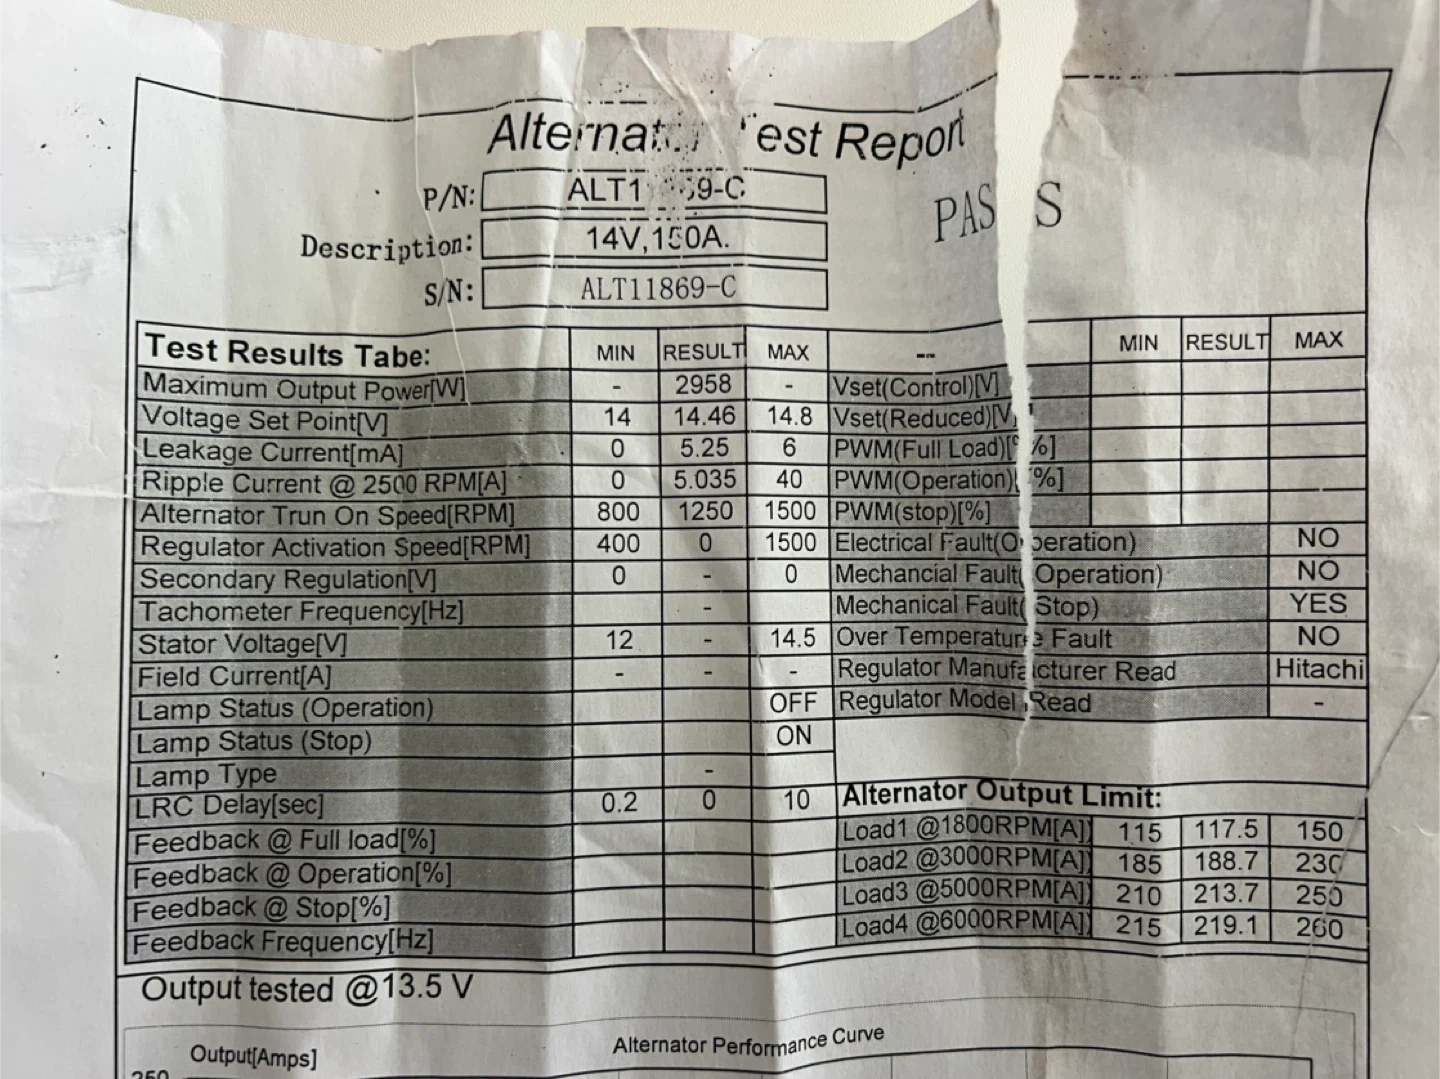 Alternat Test Report
P/N: ALT1 69-C
PASS
Description: 14V,150A.
S/N: ALT11869-C
Test Results Tabe: MIN RESULT MAX -- MIN RESULT MAX
Maximum Output Power[W] - 2958 - Vset(Control)[V]
Voltage Set Point[V] 14 14.46 14.8 Vset(Reduced)[V]
Leakage Current[mA] 0 5.25 6 PWM(Full Load)[%]
Ripple Current @ 2500 RPM[A] 0 5.035 40 PWM(Operation)[%]
Alternator Trun On Speed[RPM] 800 1250 1500 PWM(stop)[%]
Regulator Activation Speed[RPM] 400 0 1500 Electrical Fault(Operation) NO
Secondary Regulation[V] 0 - 0 Mechancial Fault(Operation) NO
Tachometer Frequency[Hz] - Mechanical Fault(Stop) YES
Stator Voltage[V] 12 - 14.5 Over Temperature Fault NO
Field Current[A] - - - Regulator Manufacturer Read Hitachi
Lamp Status (Operation) OFF Regulator Model Read -
Lamp Status (Stop) ON
Lamp Type -
LRC Delay[sec] 0.2 0 10 Alternator Output Limit:
Feedback @ Full load[%] Load1 @1800RPM[A] 115 117.5 150
Feedback @ Operation[%] Load2 @3000RPM[A] 185 188.7 230
Feedback @ Stop[%] Load3 @5000RPM[A] 210 213.7 250
Feedback Frequency[Hz] Load4 @6000RPM[A] 215 219.1 260
Output tested @13.5 V
Output[Amps] Alternator Performance Curve
250